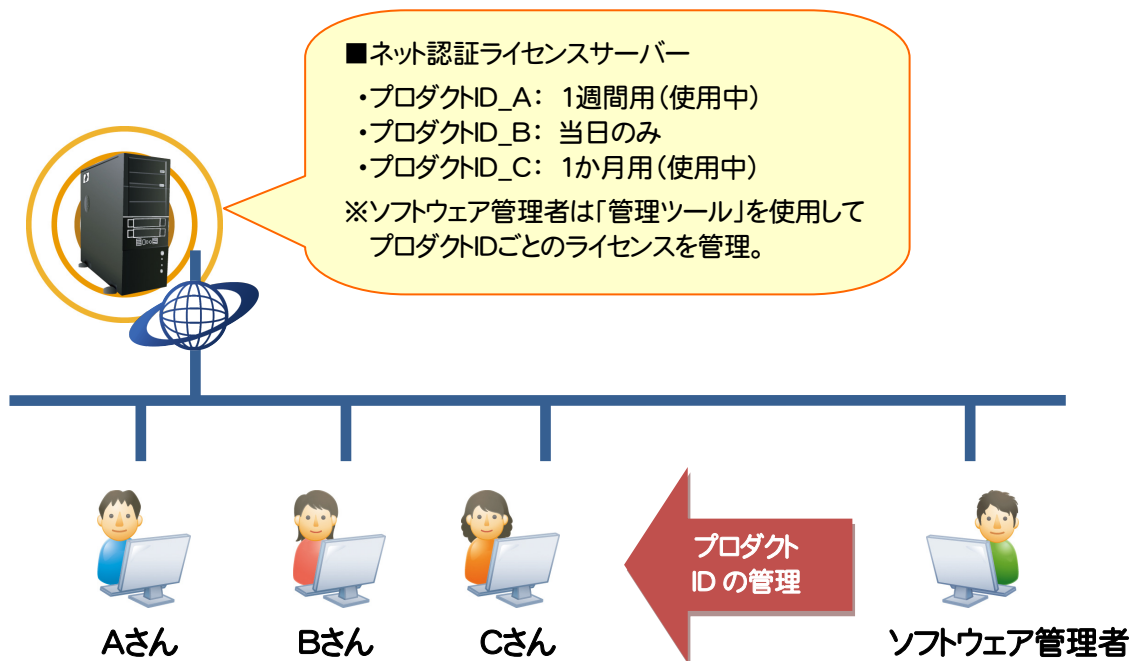 ■ネット認証ライセンスサーバー
・プロダクトID_A： 1週間用（使用中）
・プロダクトID_B： 当日のみ
・プロダクトID_C： 1か月用（使用中）
※ソフトウェア管理者は「管理ツール」を使用して
プロダクトIDごとのライセンスを管理。
プロダクト
ID の管理
Aさん
Bさん
Cさん
ソフトウェア管理者